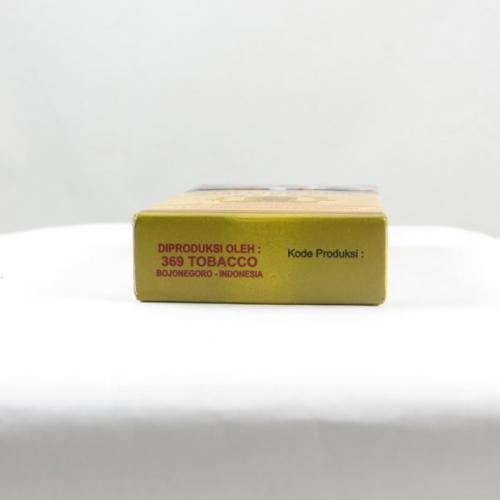 DIPRODUKSI OLEH :
369 TOBACCO
BOJONEGORO - INDONESIA
Kode Produksi :